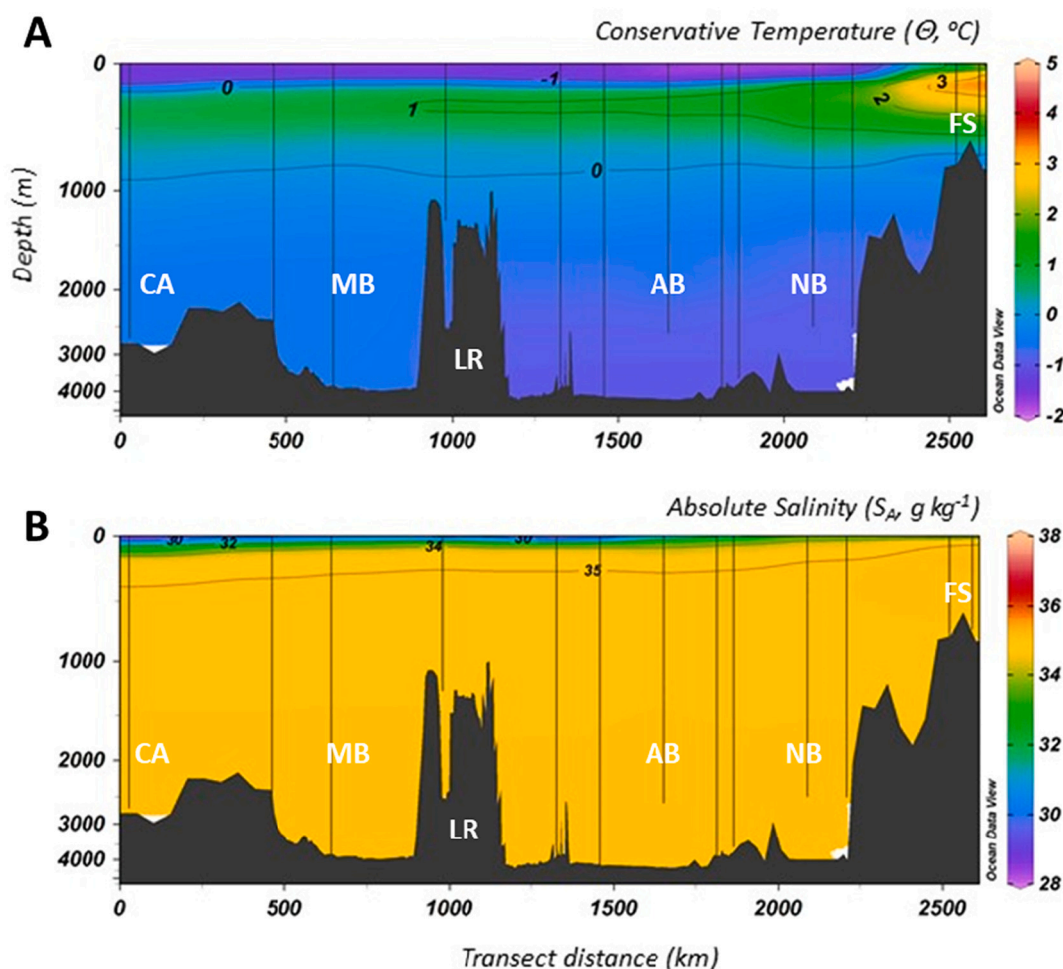 A
Conservative Temperature (Θ, °C)
0
1000
2000
3000
4000
Depth (m)
0
-1
1
2
3
0
FS
CA
MB
LR
AB
NB
Ocean Data View
5
4
3
2
1
0
-1
-2
0
500
1000
1500
2000
2500
B
Absolute Salinity (S_A, g kg⁻¹)
0
1000
2000
3000
4000
30
32
34
30
35
FS
CA
MB
LR
AB
NB
Ocean Data View
38
36
34
32
30
28
0
500
1000
1500
2000
2500
Transect distance (km)